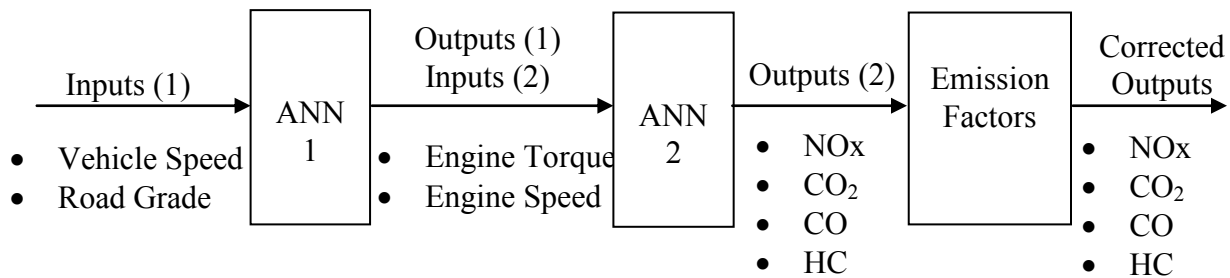 Inputs (1)
• Vehicle Speed
• Road Grade
ANN
1
Outputs (1)
Inputs (2)
• Engine Torque
• Engine Speed
ANN
2
Outputs (2)
• NOx
• CO₂
• CO
• HC
Emission
Factors
Corrected
Outputs
• NOx
• CO₂
• CO
• HC